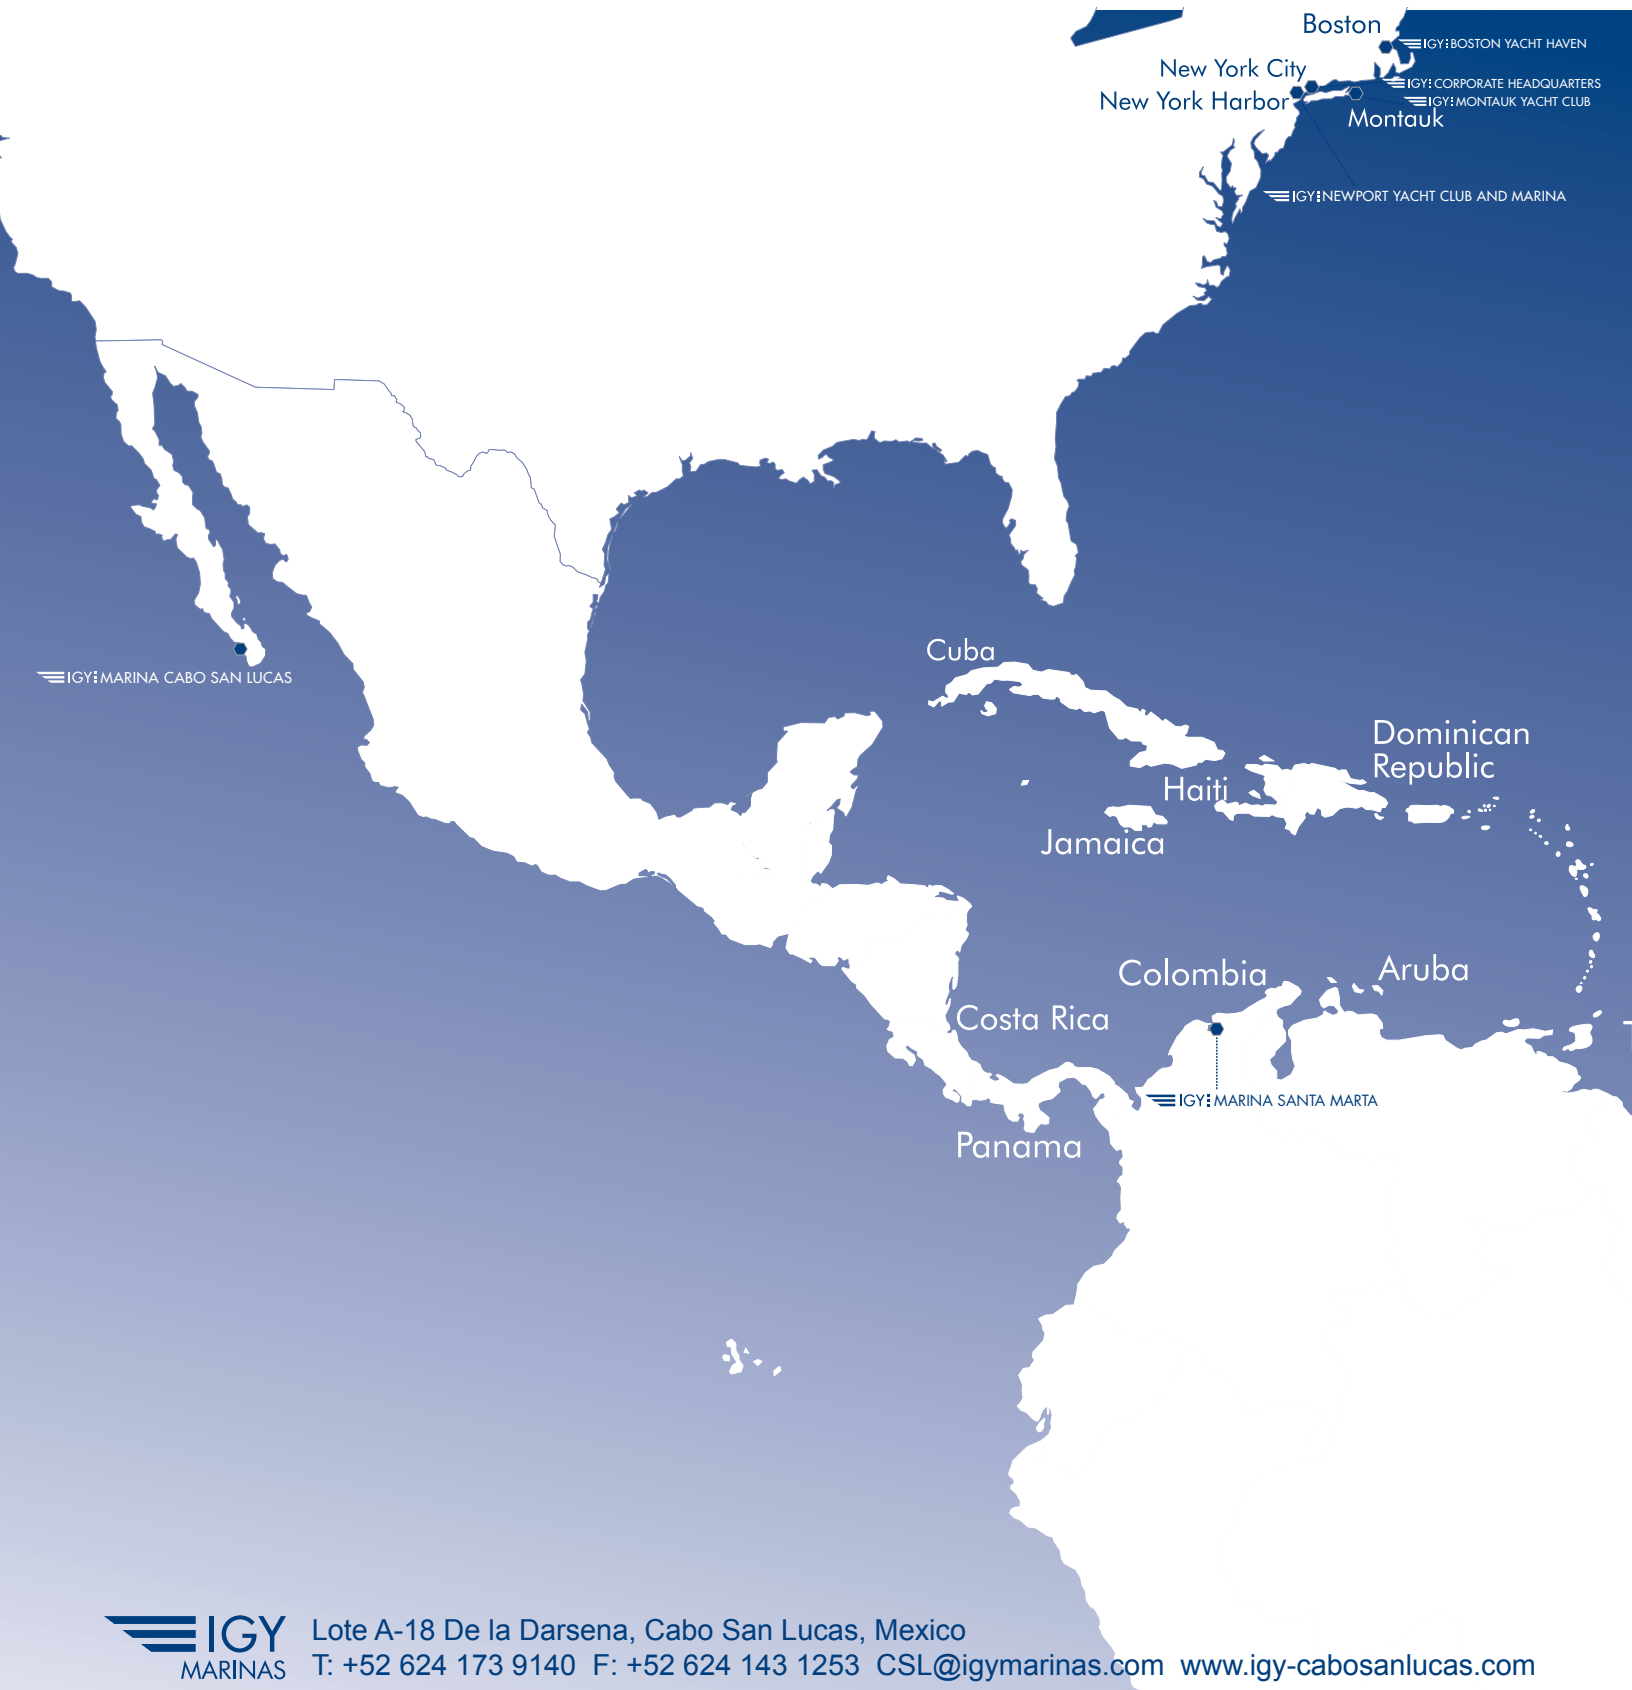 Boston
IGY BOSTON YACHT HAVEN
New York City
IGY CORPORATE HEADQUARTERS
New York Harbor
IGY MONTAUK YACHT CLUB
Montauk
IGY NEWPORT YACHT CLUB AND MARINA
Cuba
IGY MARINA CABO SAN LUCAS
Dominican
Republic
Haiti
Jamaica
Colombia
Aruba
Costa Rica
IGY MARINA SANTA MARTA
Panama
IGY
MARINAS
Lote A-18 De la Darsena, Cabo San Lucas, Mexico
T: +52 624 173 9140 F: +52 624 143 1253 CSL@igymarinas.com www.igy-cabosanlucas.com